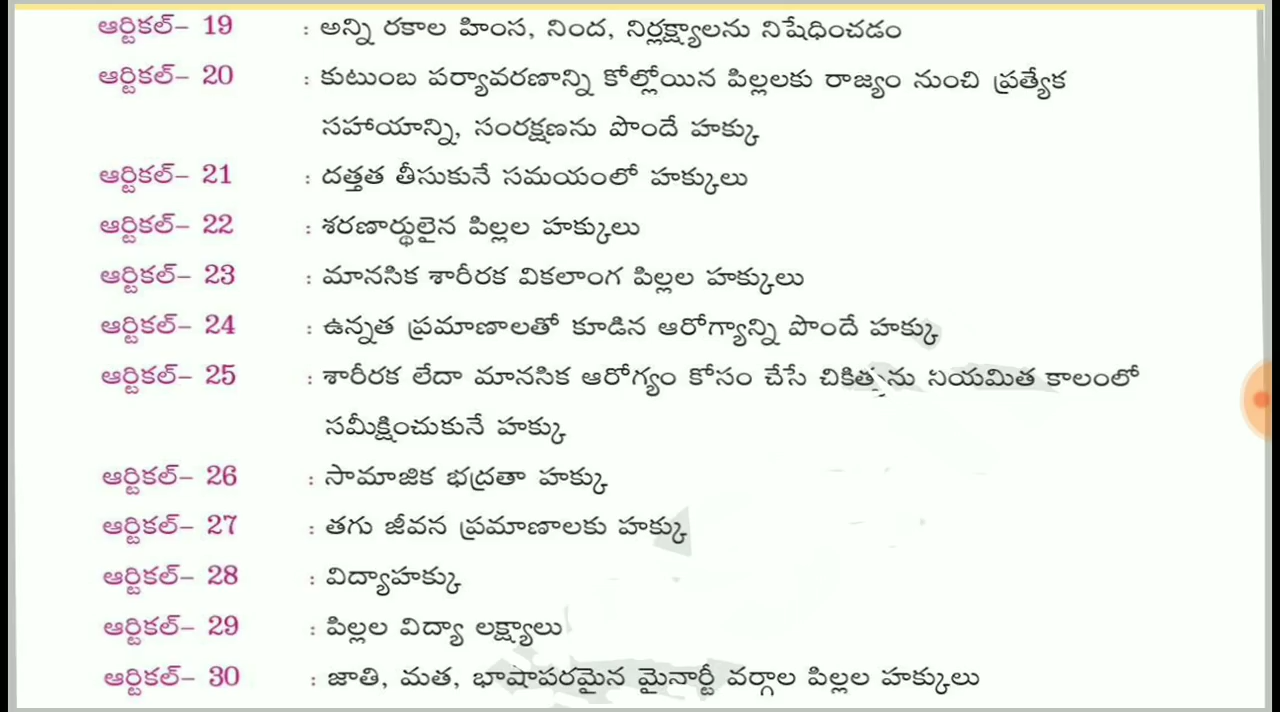 ఆర్టికల్– 19 : అన్ని రకాల హింస, నింద, నిర్లక్ష్యాలను నిషేధించడం
ఆర్టికల్– 20 : కుటుంబ పర్యావరణాన్ని కోల్పోయిన పిల్లలకు రాజ్యం నుంచి ప్రత్యేక
సహాయాన్ని, సంరక్షణను పొందే హక్కు
ఆర్టికల్– 21 : దత్తత తీసుకునే సమయంలో హక్కులు
ఆర్టికల్– 22 : శరణార్థులైన పిల్లల హక్కులు
ఆర్టికల్– 23 : మానసిక శారీరక వికలాంగ పిల్లల హక్కులు
ఆర్టికల్– 24 : ఉన్నత ప్రమాణాలతో కూడిన ఆరోగ్యాన్ని పొందే హక్కు
ఆర్టికల్– 25 : శారీరక లేదా మానసిక ఆరోగ్యం కోసం చేసే చికిత్సను నియమిత కాలంలో
సమీక్షించుకునే హక్కు
ఆర్టికల్– 26 : సామాజిక భద్రతా హక్కు
ఆర్టికల్– 27 : తగు జీవన ప్రమాణాలకు హక్కు
ఆర్టికల్– 28 : విద్యాహక్కు
ఆర్టికల్– 29 : పిల్లల విద్యా లక్ష్యాలు
ఆర్టికల్– 30 : జాతి, మత, భాషాపరమైన మైనార్టీ వర్గాల పిల్లల హక్కులు